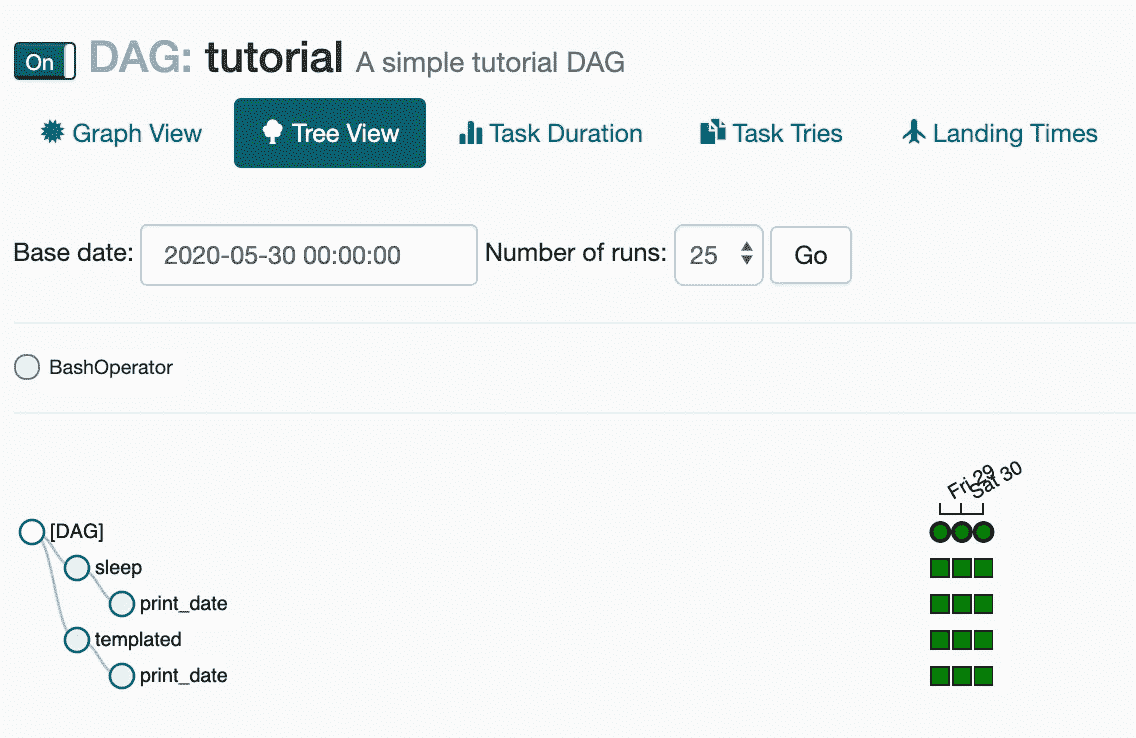 On DAG: tutorial A simple tutorial DAG
Graph View Tree View Task Duration Task Tries Landing Times
Base date: 2020-05-30 00:00:00 Number of runs: 25 Go
BashOperator
Fri 29 Sat 30
[DAG]
sleep
print_date
templated
print_date